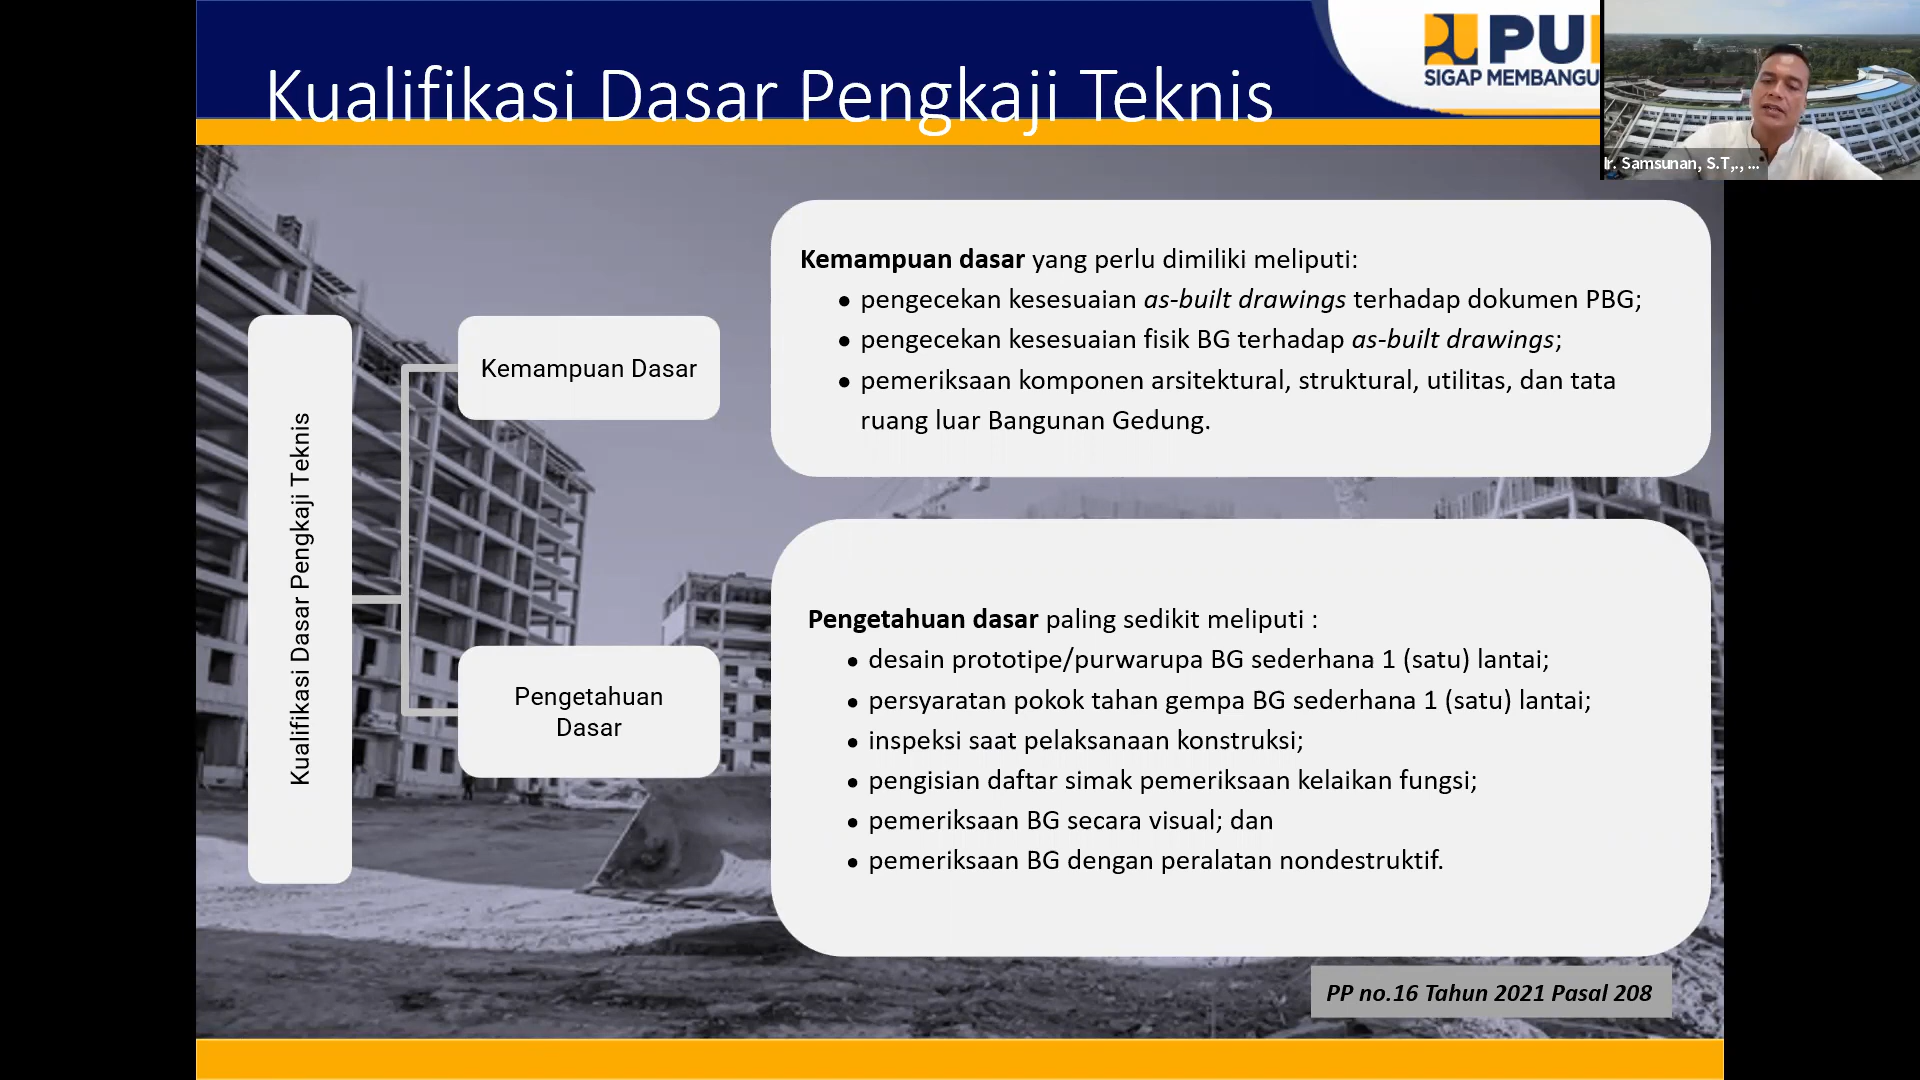 Kualifikasi Dasar Pengkaji Teknis
PU
SIGAP MEMBANGU
Ir. Samsunan, S.T,., ...
Kualifikasi Dasar Pengkaji Teknis
Kemampuan Dasar
Kemampuan dasar yang perlu dimiliki meliputi:
• pengecekan kesesuaian as-built drawings terhadap dokumen PBG;
• pengecekan kesesuaian fisik BG terhadap as-built drawings;
• pemeriksaan komponen arsitektural, struktural, utilitas, dan tata
ruang luar Bangunan Gedung.
Pengetahuan
Dasar
Pengetahuan dasar paling sedikit meliputi :
• desain prototipe/purwarupa BG sederhana 1 (satu) lantai;
• persyaratan pokok tahan gempa BG sederhana 1 (satu) lantai;
• inspeksi saat pelaksanaan konstruksi;
• pengisian daftar simak pemeriksaan kelaikan fungsi;
• pemeriksaan BG secara visual; dan
• pemeriksaan BG dengan peralatan nondestruktif.
PP no.16 Tahun 2021 Pasal 208